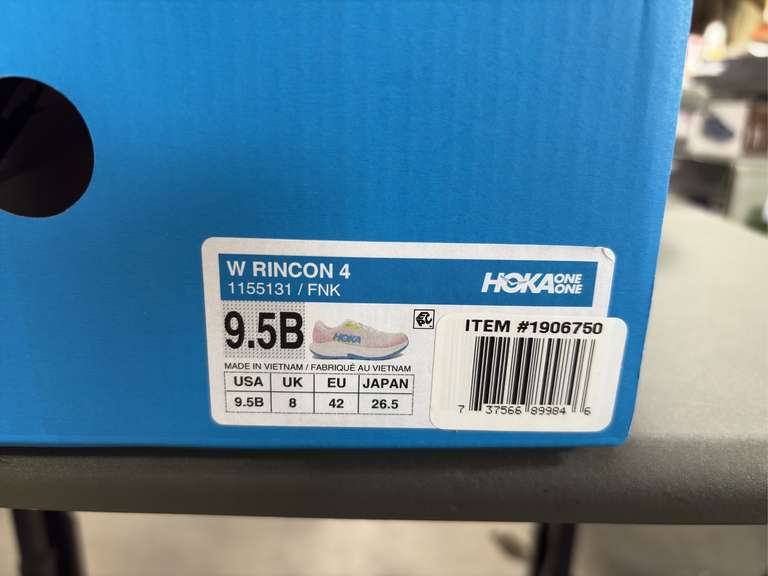 W RINCON 4
1155131 / FNK
HOKA ONE ONE
9.5B
HOKA
MADE IN VIETNAM / FABRIQUÉ AU VIETNAM
USA UK EU JAPAN
9.5B 8 42 26.5
ITEM #1906750
7 37566 89984 6